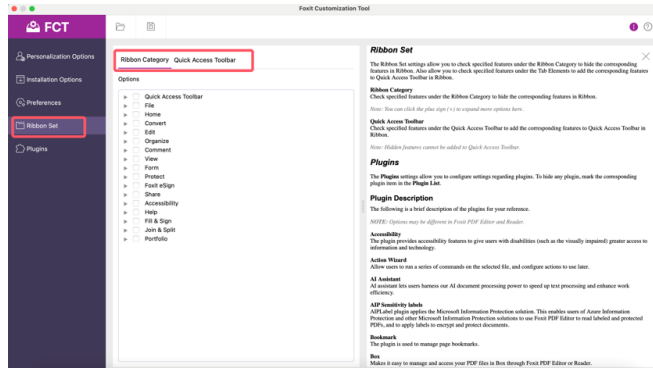 Foxit Customization Tool
FCT
Personalization Options
Installation Options
Preferences
Ribbon Set
Plugins
Ribbon Category Quick Access Toolbar
Options
Quick Access Toolbar
File
Home
Convert
Edit
Organize
Comment
View
Form
Protect
Foxit eSign
Share
Accessibility
Help
Fill & Sign
Join & Split
Portfolio
Ribbon Set
The Ribbon Set settings allow you to check specified features under the Ribbon Category to hide the corresponding
features in Ribbon. Also allow you to check specified features under the Tab Elements to add the corresponding features
to Quick Access Toolbar in Ribbon.
Ribbon Category
Check specified features under the Ribbon Category to hide the corresponding features in Ribbon.
Note: You can click the plus sign (+) to expand more options here.
Quick Access Toolbar
Check specified features under the Quick Access Toolbar to add the corresponding features to Quick Access Toolbar in
Ribbon.
Note: Hidden features cannot be added to Quick Access Toolbar.
Plugins
The Plugins settings allow you to configure settings regarding plugins. To hide any plugin, mark the corresponding
plugin item in the Plugin List.
Plugin Description
The following is a brief description of the plugins for your reference.
NOTE: Options may be different in Foxit PDF Editor and Reader.
Accessibility
The plugin provides accessibility features to give users with disabilities (such as the visually impaired) greater access to
information and technology.
Action Wizard
Allow users to run a series of commands on the selected file, and configure actions to use later.
AI Assistant
AI assistant lets users harness our AI document processing power to speed up text processing and enhance work
efficiency.
AIP Sensitivity labels
AIPLabel plugin applies the Microsoft Information Protection solution. This enables users of Azure Information
Protection and other Microsoft Information Protection solutions to use Foxit PDF Editor to read labeled and protected
PDFs, and to apply labels to encrypt and protect documents.
Bookmark
The plugin is used to manage page bookmarks.
Box
Makes it easy to manage and access your PDF files in Box through Foxit PDF Editor or Reader.